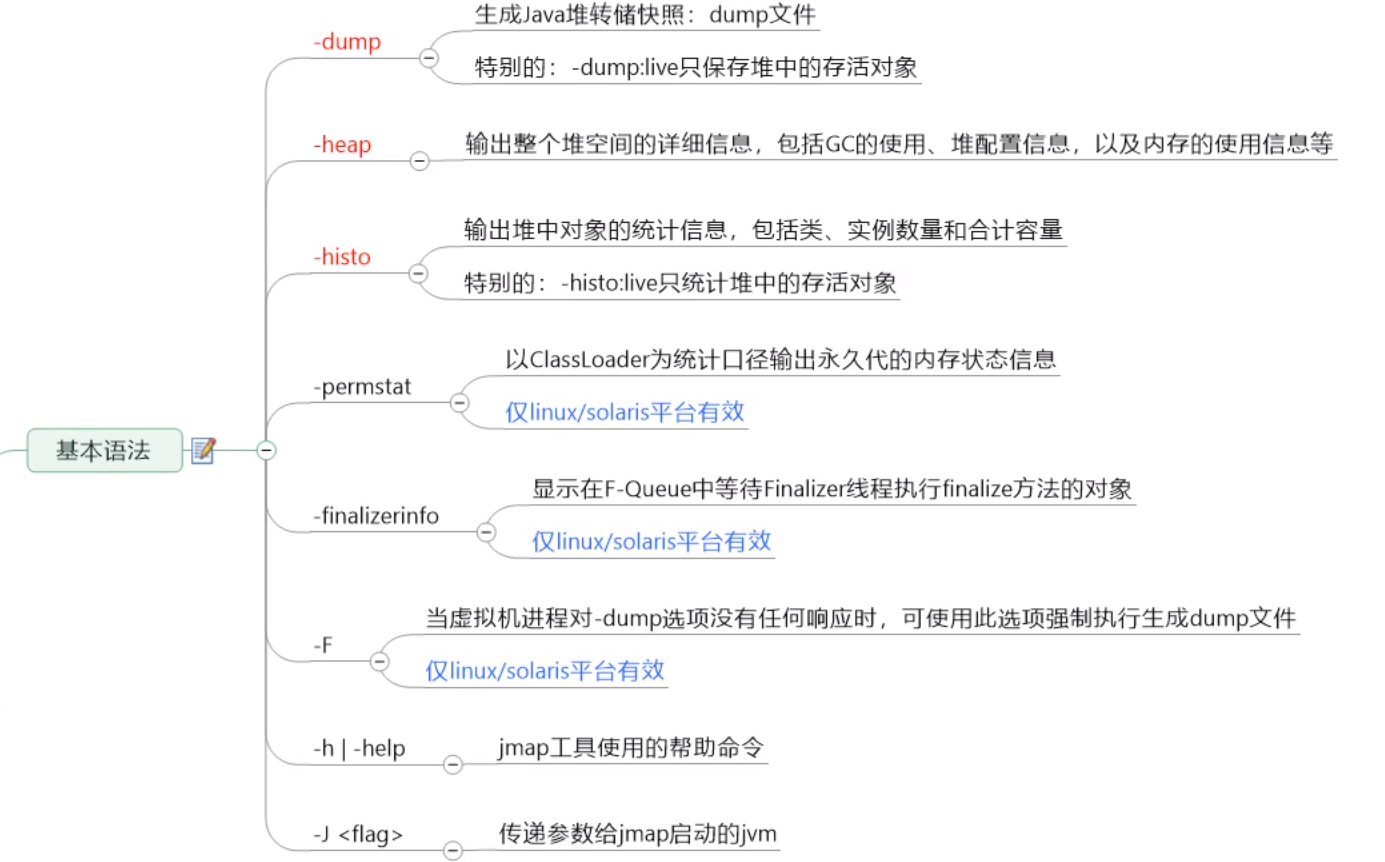 基本语法
-dump
生成Java堆转储快照：dump文件
特别的：-dump:live只保存堆中的存活对象
-heap
输出整个堆空间的详细信息，包括GC的使用、堆配置信息，以及内存的使用信息等
-histo
输出堆中对象的统计信息，包括类、实例数量和合计容量
特别的：-histo:live只统计堆中的存活对象
-permstat
以ClassLoader为统计口径输出永久代的内存状态信息
仅linux/solaris平台有效
-finalizerinfo
显示在F-Queue中等待Finalizer线程执行finalize方法的对象
仅linux/solaris平台有效
-F
当虚拟机进程对-dump选项没有任何响应时，可使用此选项强制执行生成dump文件
仅linux/solaris平台有效
-h | -help
jmap工具使用的帮助命令
-J <flag>
传递参数给jmap启动的jvm